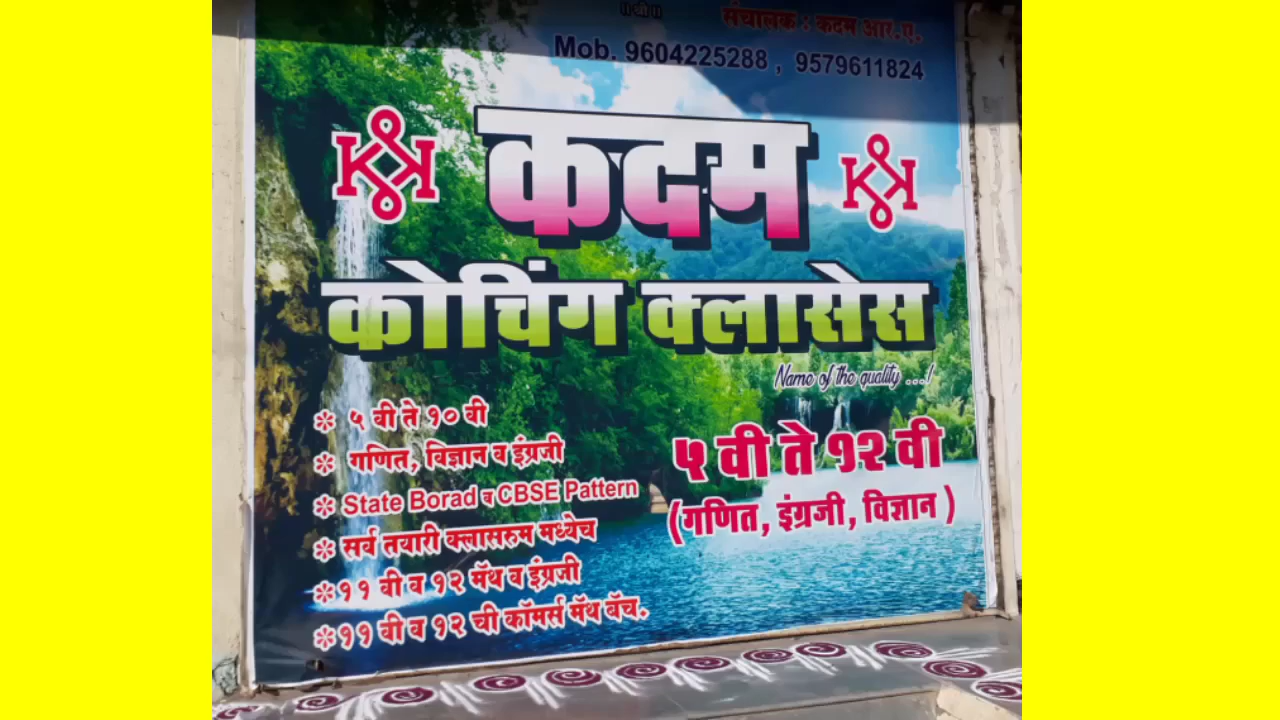 ॥ श्री ॥
संचालक : कदम आर.ए.
Mob. 9604225288 , 9579611824
कदम
कोचिंग क्लासेस
Name of the quality ...!
* ५ वी ते १० वी
* गणित, विज्ञान व इंग्रजी
* State Borad व CBSE Pattern
* सर्व तयारी क्लासरुम मध्येच
* ११ वी व १२ मॅथ व इंग्रजी
* ११ वी व १२ ची कॉमर्स मॅथ बॅच.
५ वी ते १२ वी
(गणित, इंग्रजी, विज्ञान )